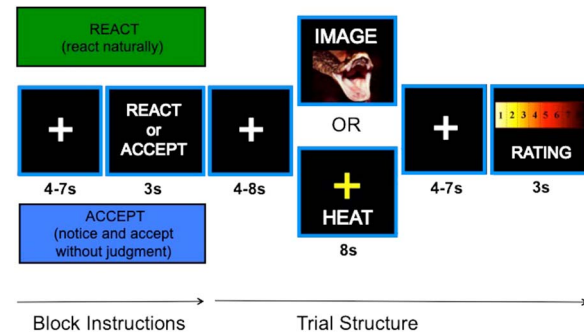 REACT
(react naturally)
IMAGE
REACT
or
ACCEPT
OR
1 2 3 4 5 6 7
RATING
4-7s
3s
4-8s
4-7s
3s
HEAT
8s
ACCEPT
(notice and accept
without judgment)
Block Instructions
Trial Structure